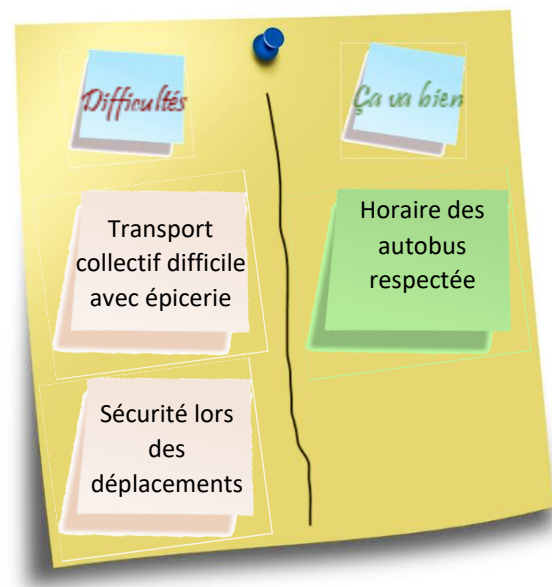 Difficultés
Ça va bien
Transport
collectif difficile
avec épicerie
Horaire des
autobus
respectée
Sécurité lors
des
déplacements